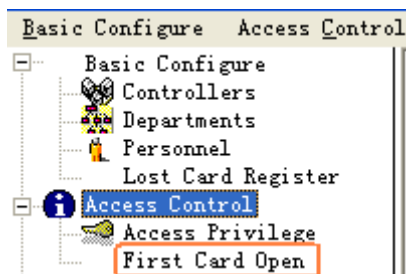 Basic Configure Access Control
Basic Configure
Controllers
Departments
Personnel
Lost Card Register
Access Control
Access Privilege
First Card Open